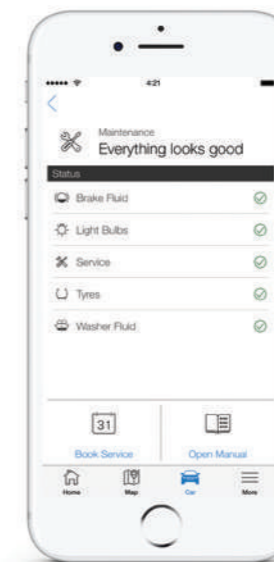 4:21
Maintenance
Everything looks good
Status
Brake Fluid
Light Bulbs
Service
Tyres
Washer Fluid
31
Book Service
Open Manual
Home
Map
Car
More